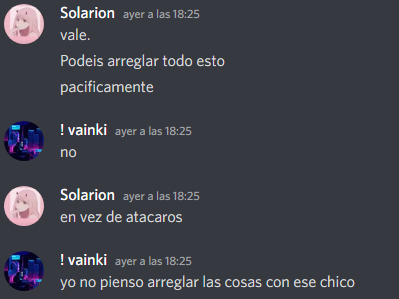 Solarion ayer a las 18:25
vale.
Podeis arreglar todo esto
pacificamente
! vainki ayer a las 18:25
no
Solarion ayer a las 18:25
en vez de atacaros
! vainki ayer a las 18:25
yo no pienso arreglar las cosas con ese chico